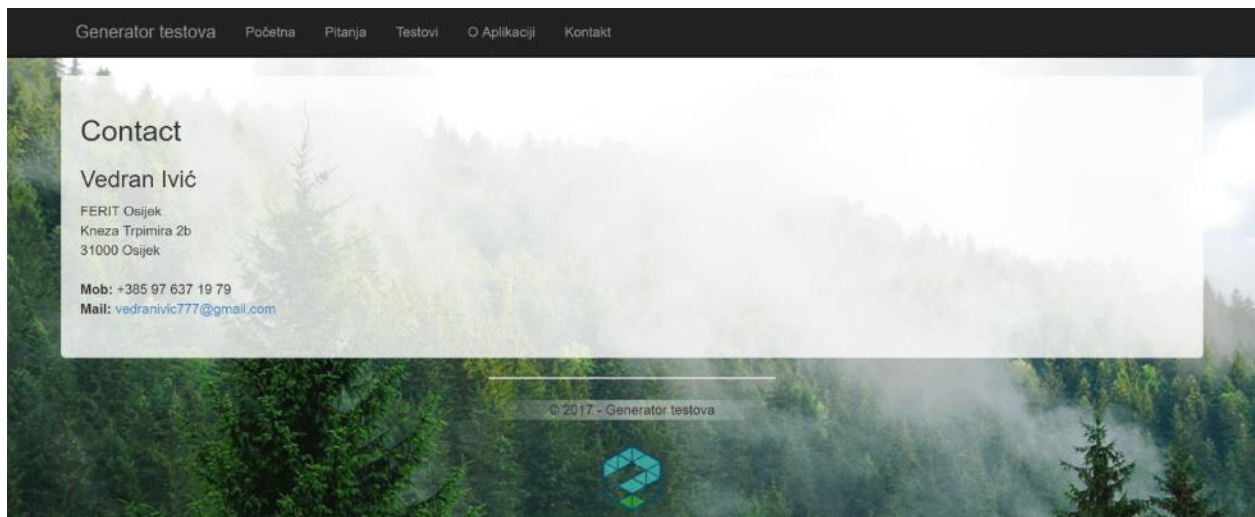 Generator testova Početna Pitanja Testovi O Aplikaciji Kontakt
Contact
Vedran Ivić
FERIT Osijek
Kneza Trpimira 2b
31000 Osijek
Mob: +385 97 637 19 79
Mail: vedranivic777@gmail.com
© 2017 - Generator testova